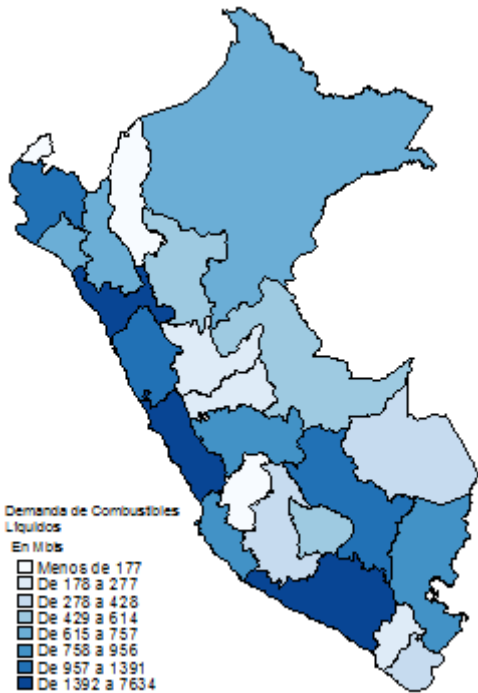 Demanda de Combustibles
Líquidos
En Mbls
Menos de 177
De 178 a 277
De 278 a 428
De 429 a 614
De 615 a 757
De 758 a 956
De 957 a 1391
De 1392 a 7634